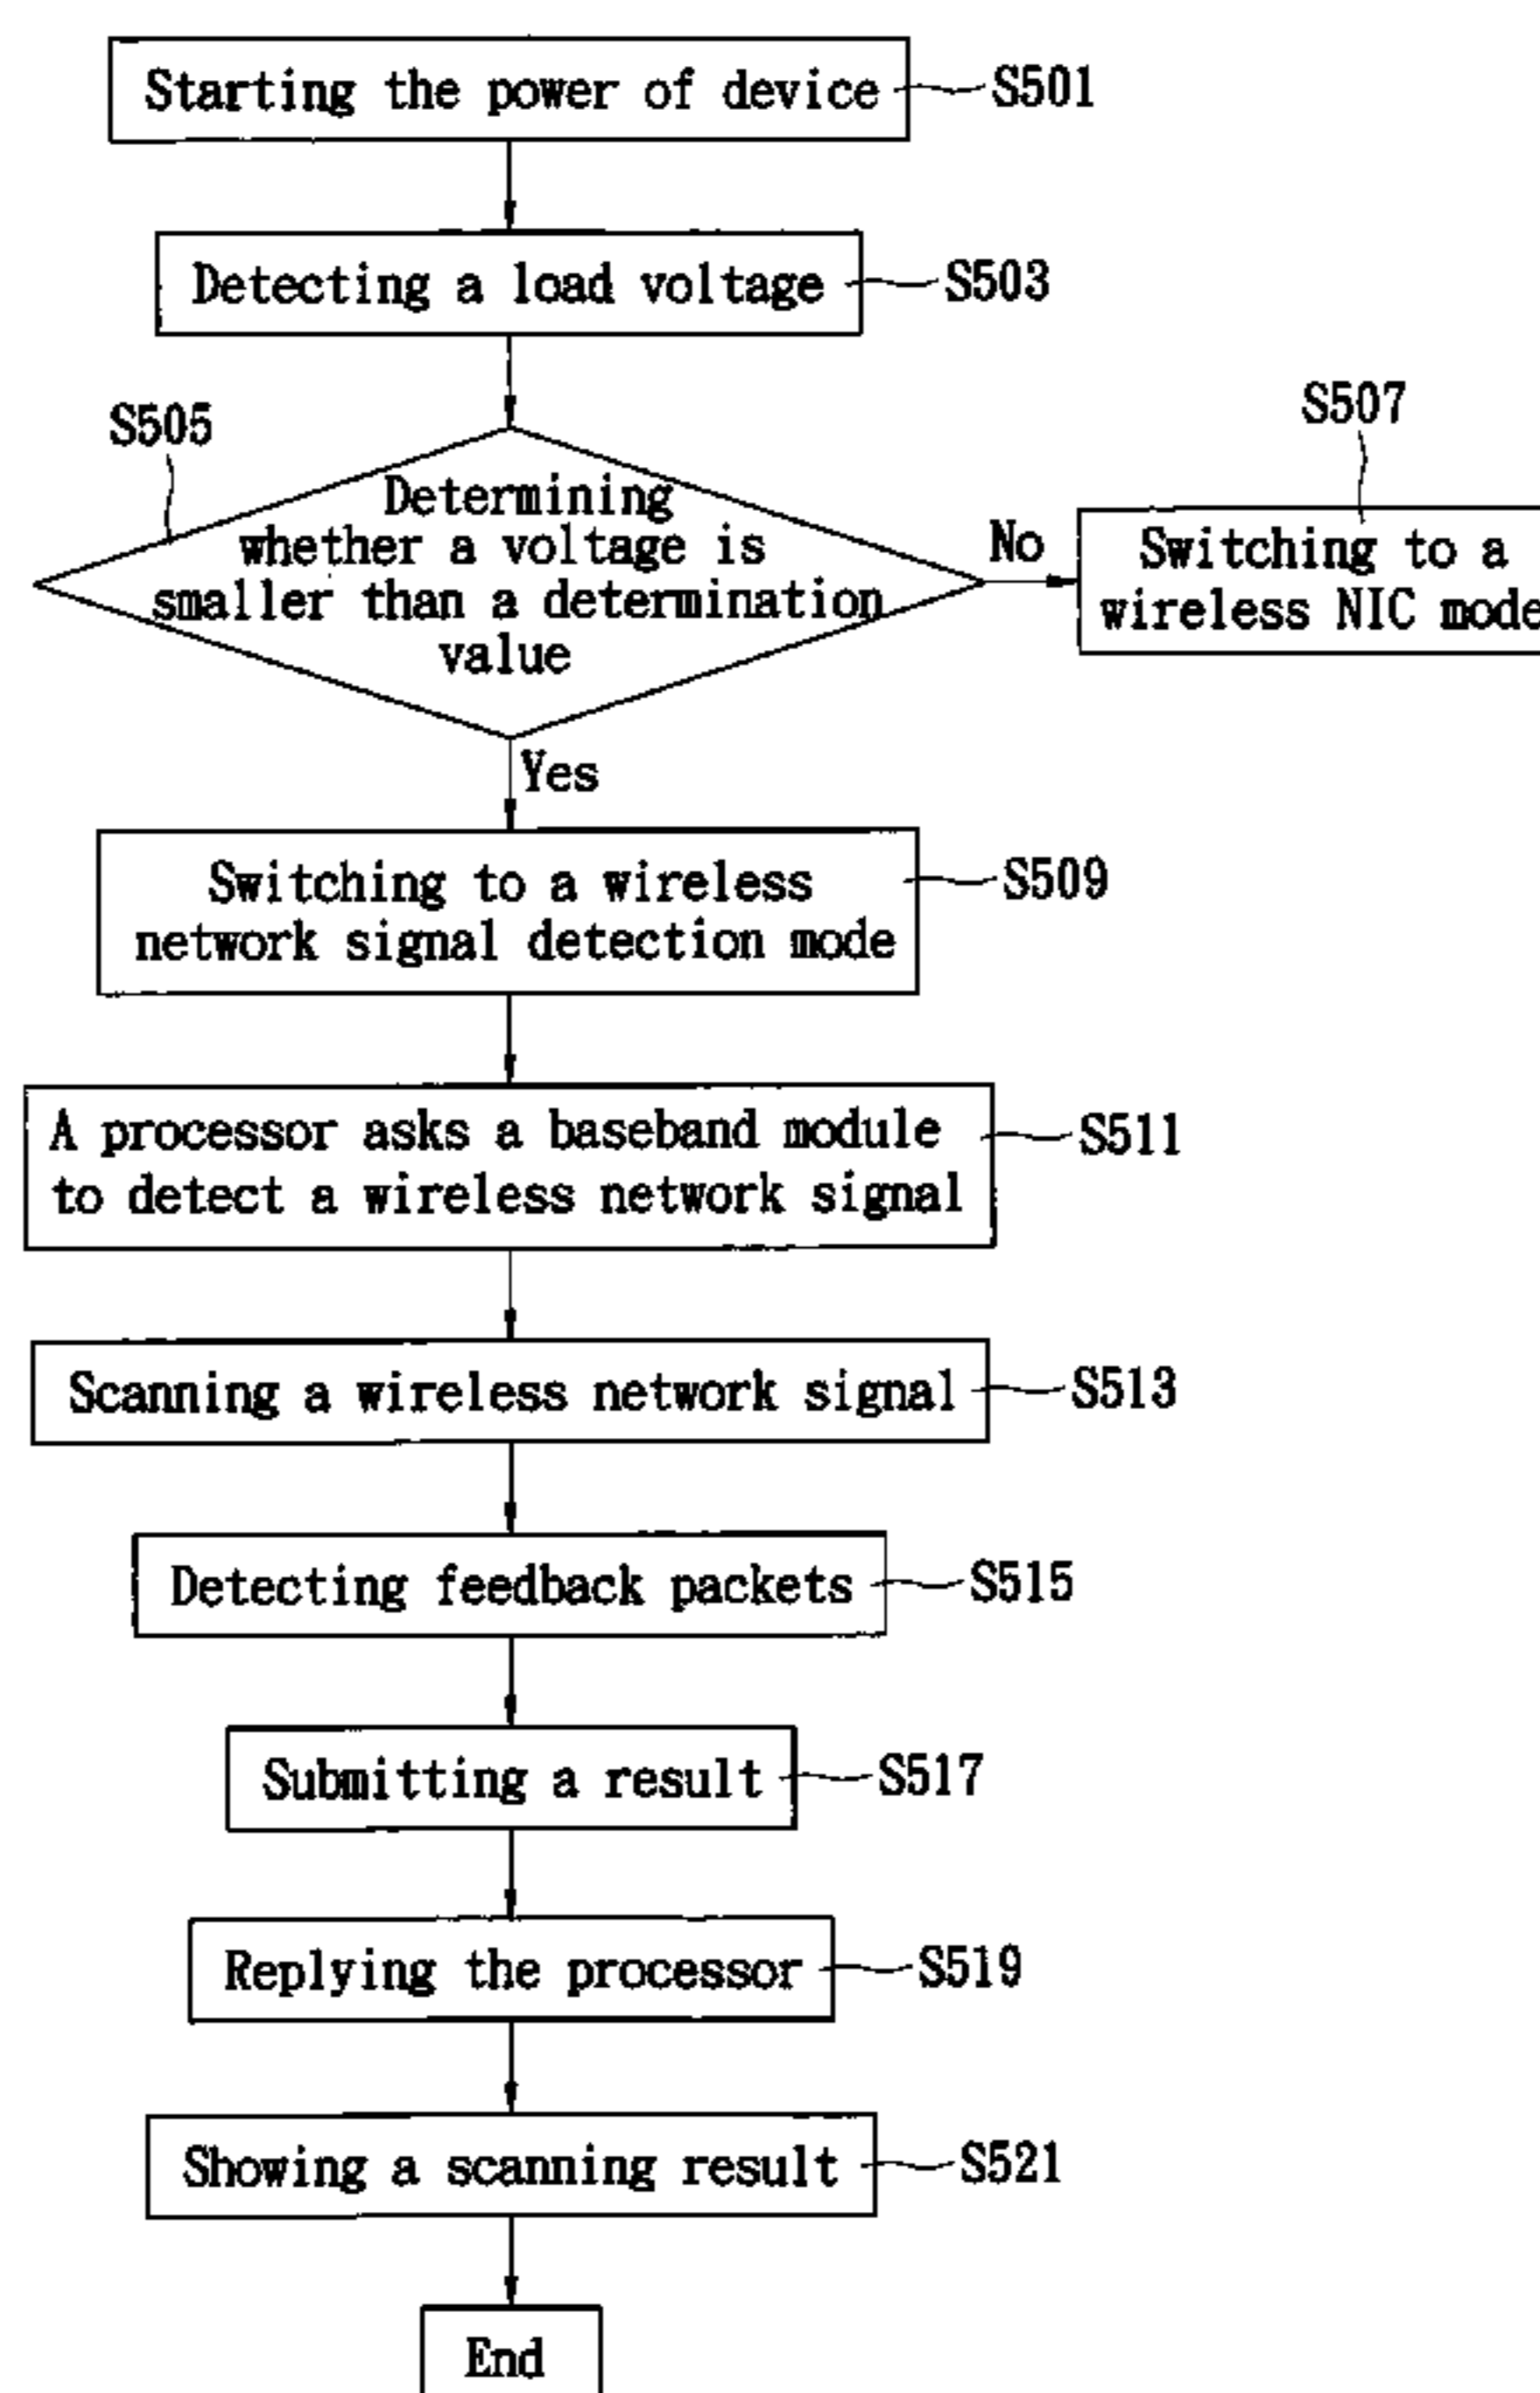 Starting the power of device
S501
Detecting a load voltage
S503
S505
Determining
whether a voltage is
smaller than a determination
value
No
S507
Switching to a
wireless NIC mode
Yes
Switching to a wireless
network signal detection mode
S509
A processor asks a baseband module
to detect a wireless network signal
S511
Scanning a wireless network signal
S513
Detecting feedback packets
S515
Submitting a result
S517
Replying the processor
S519
Showing a scanning result
S521
End